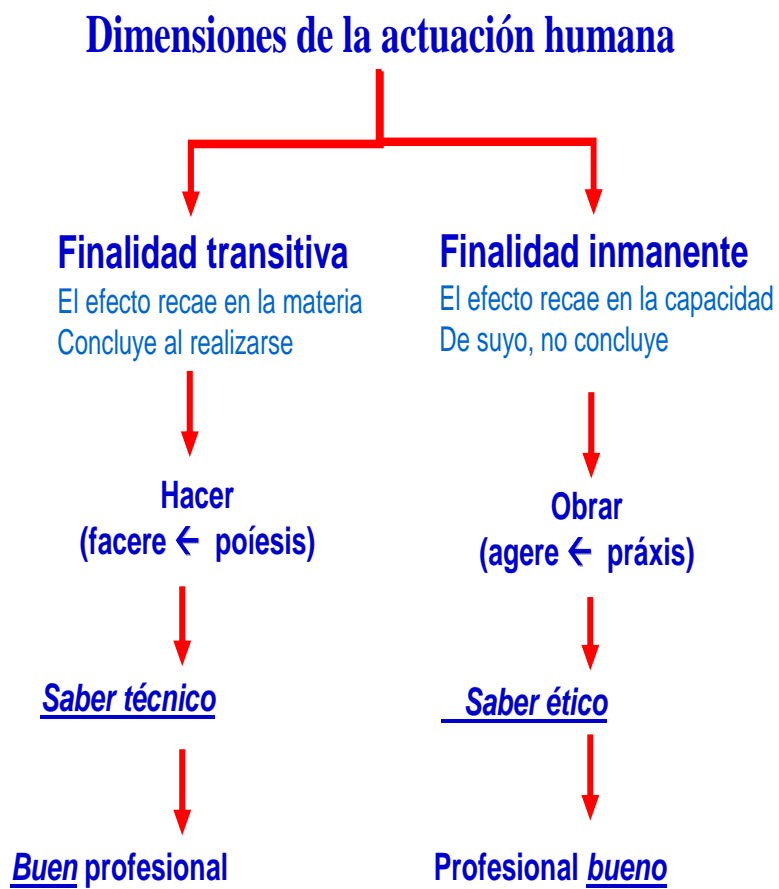 Dimensiones de la actuación humana
Finalidad transitiva
El efecto recae en la materia
Concluye al realizarse
Hacer
(facere ← poíesis)
Saber técnico
Buen profesional
Finalidad inmanente
El efecto recae en la capacidad
De suyo, no concluye
Obrar
(agere ← práxis)
Saber ético
Profesional bueno